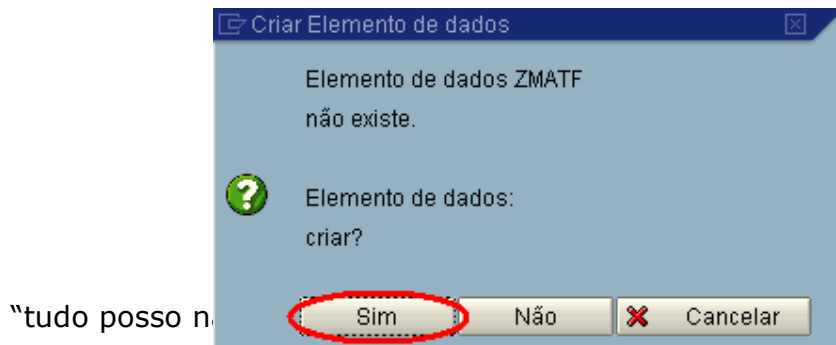 Criar Elemento de dados
Elemento de dados ZMATF
não existe.
Elemento de dados:
criar?
“tudo posso
Sim Não Cancelar